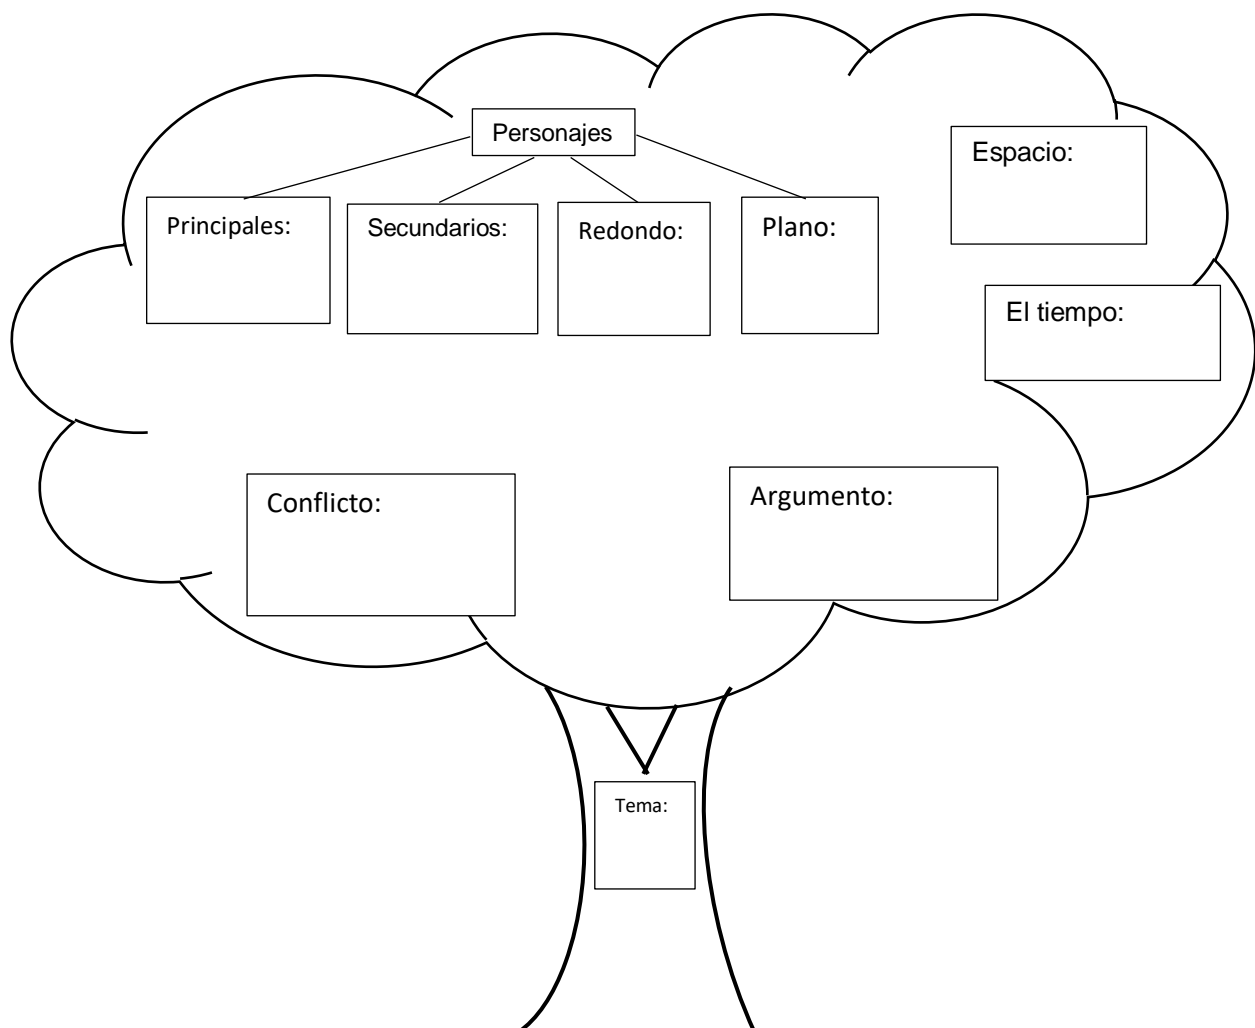 Personajes
Espacio:
Principales:
Secundarios:
Redondo:
Plano:
El tiempo:
Conflicto:
Argumento:
Tema: